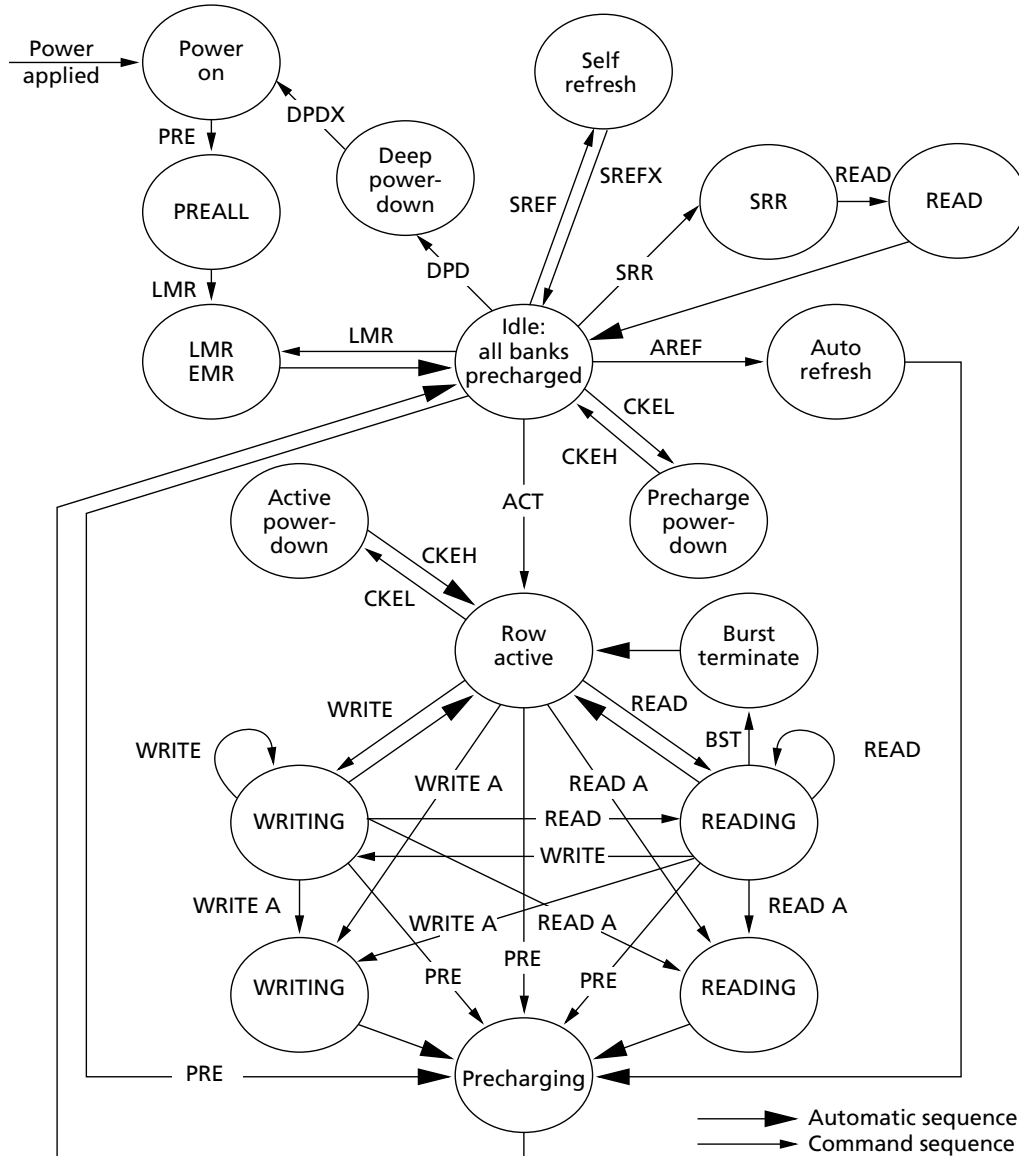 Power
applied
Power
on
Self
refresh
DPDX
PRE
Deep
power-
down
SREFX
READ
PREALL
SREF
SRR
READ
DPD
SRR
LMR
Idle:
all banks
precharged
LMR
AREF
LMR
EMR
Auto
refresh
CKEL
CKEH
Active
power-
down
ACT
Precharge
power-
down
CKEH
CKEL
Row
active
Burst
terminate
WRITE
READ
BST
WRITE
READ
WRITE A
READ A
WRITING
READ
READING
WRITE
WRITE A
READ A
WRITE A
READ A
PRE
PRE
PRE
WRITING
READING
PRE
Precharging
Automatic sequence
Command sequence